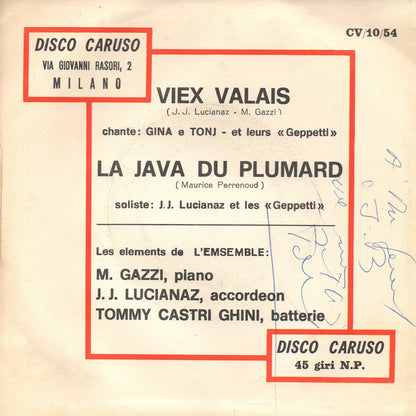 CV/10/54
DISCO CARUSO
VIA GIOVANNI RASORI, 2
MILANO
VIEX VALAIS
(J. J. Lucianaz - M. Gazzi)
chante: GINA e TONJ - et leurs «Geppetti»
LA JAVA DU PLUMARD
(Maurice Perrenoud)
soliste: J. J. Lucianaz et les «Geppetti»
Les elements de L'EMSEMBLE:
M. GAZZI, piano
J. J. LUCIANAZ, accordeon
TOMMY CASTRI GHINI, batterie
DISCO CARUSO
45 giri N.P.